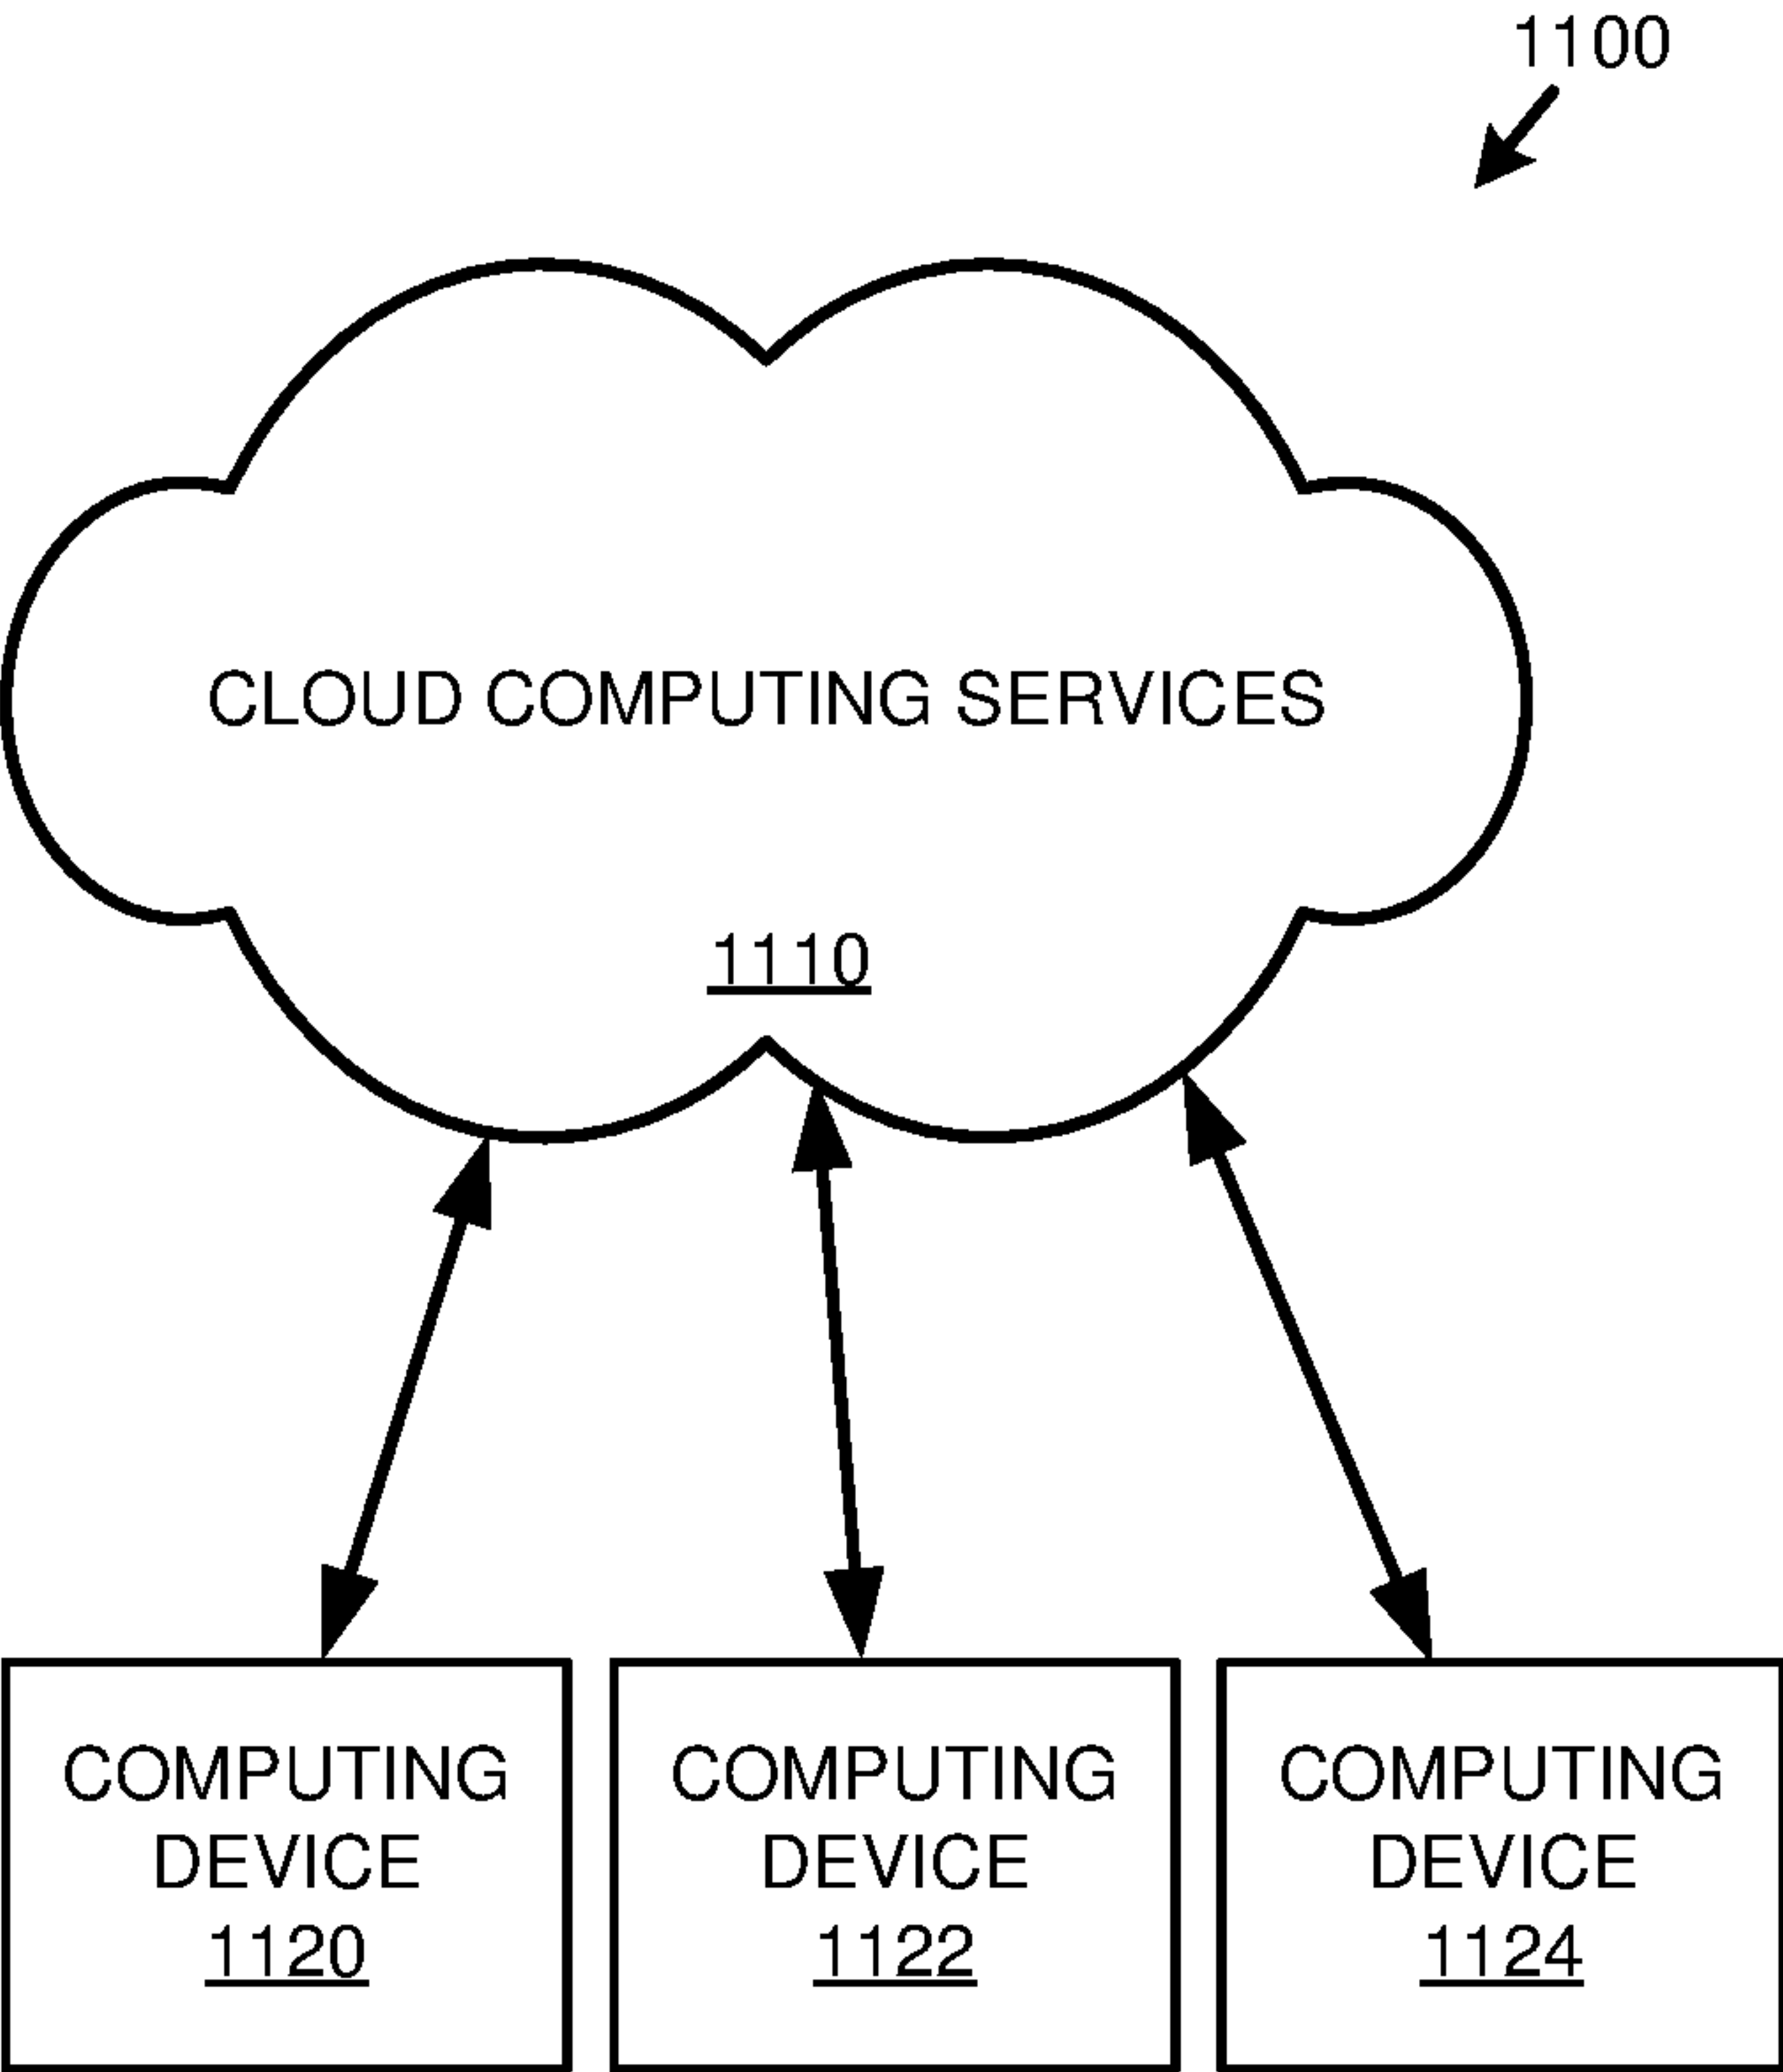 1100
CLOUD COMPUTING SERVICES
1110
COMPUTING
DEVICE
1120
COMPUTING
DEVICE
1122
COMPUTING
DEVICE
1124